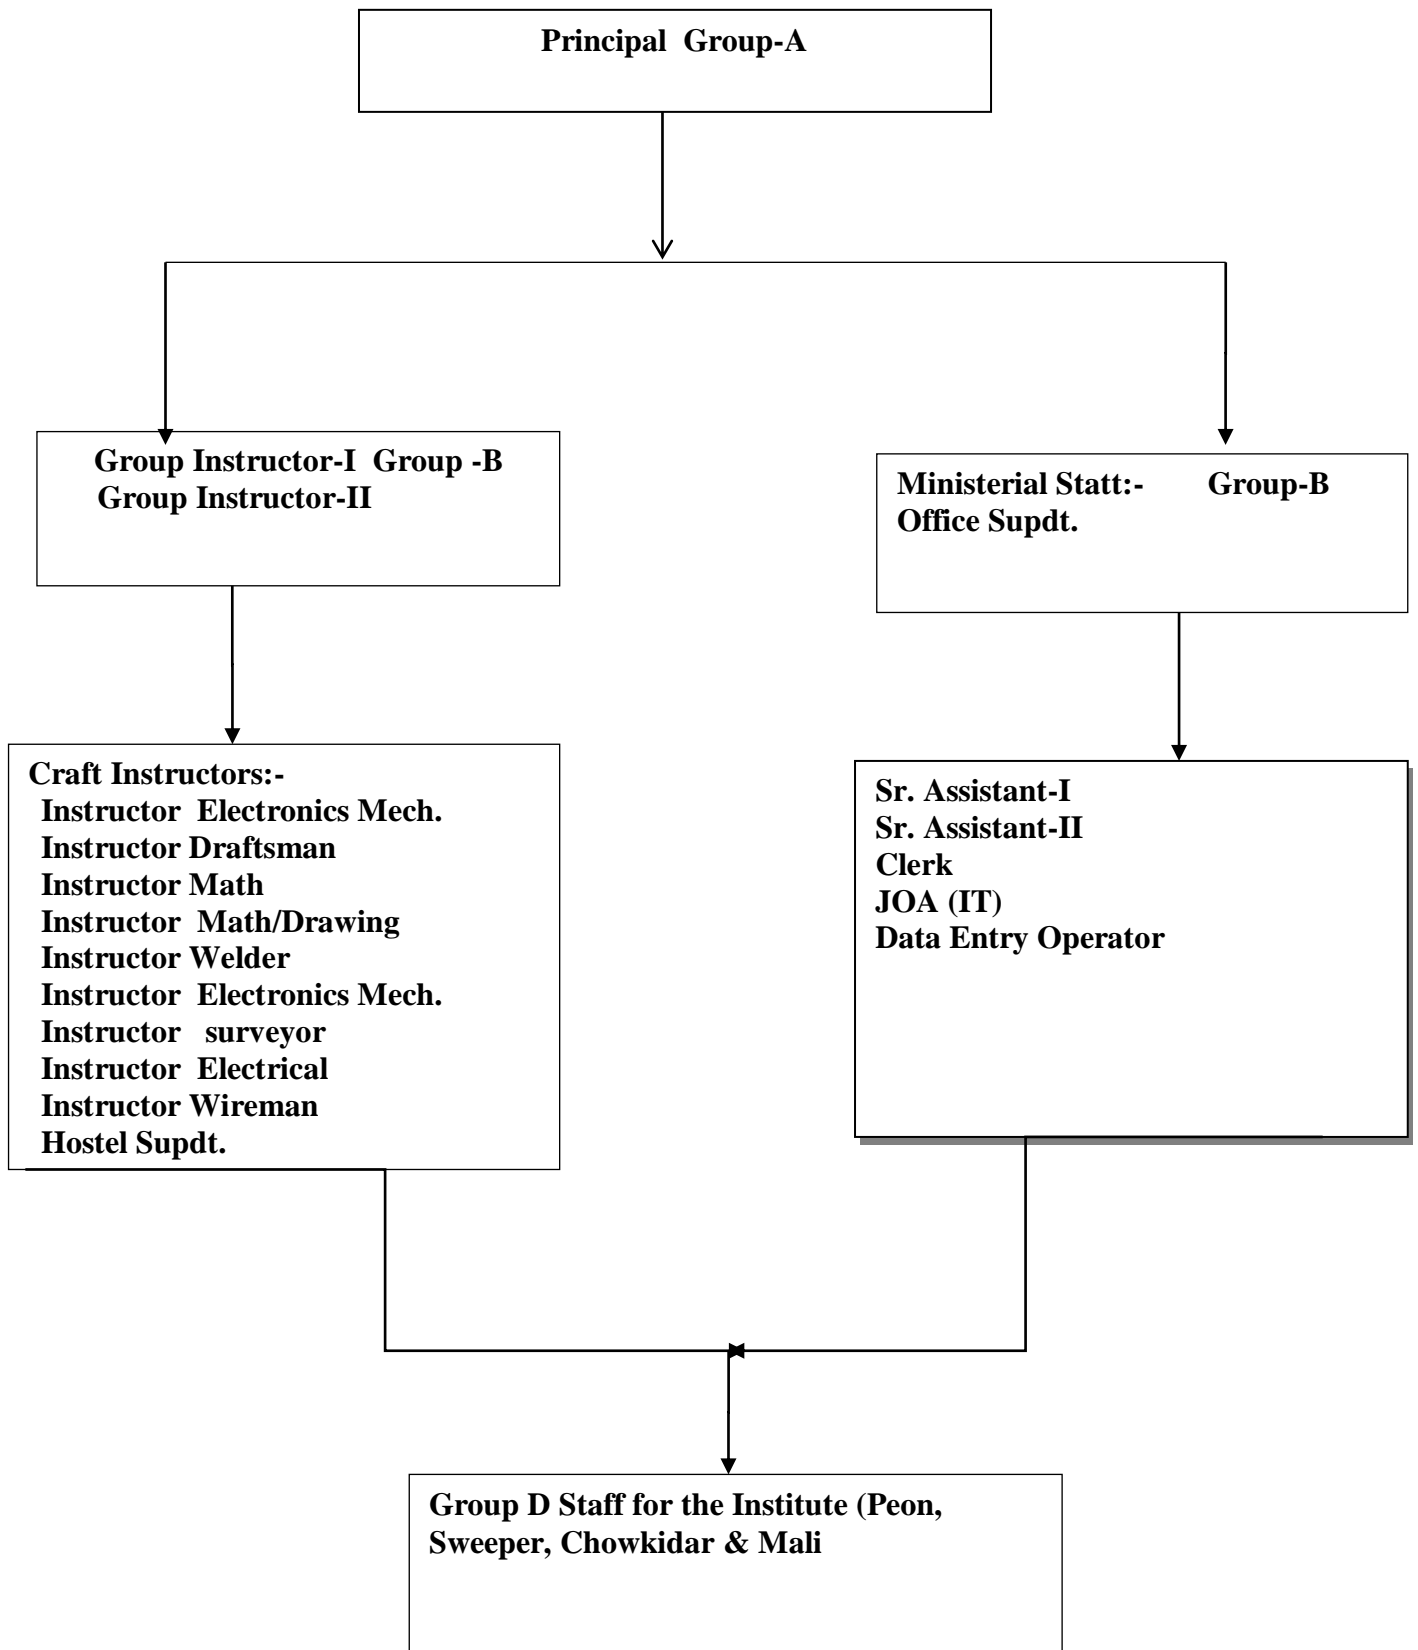 Principal Group-A
Group Instructor-I Group -B
Group Instructor-II
Ministerial Statt:- Group-B
Office Supdt.
Craft Instructors:-
Instructor Electronics Mech.
Instructor Draftsman
Instructor Math
Instructor Math/Drawing
Instructor Welder
Instructor Electronics Mech.
Instructor surveyor
Instructor Electrical
Instructor Wireman
Hostel Supdt.
Sr. Assistant-I
Sr. Assistant-II
Clerk
JOA (IT)
Data Entry Operator
Group D Staff for the Institute (Peon,
Sweeper, Chowkidar & Mali